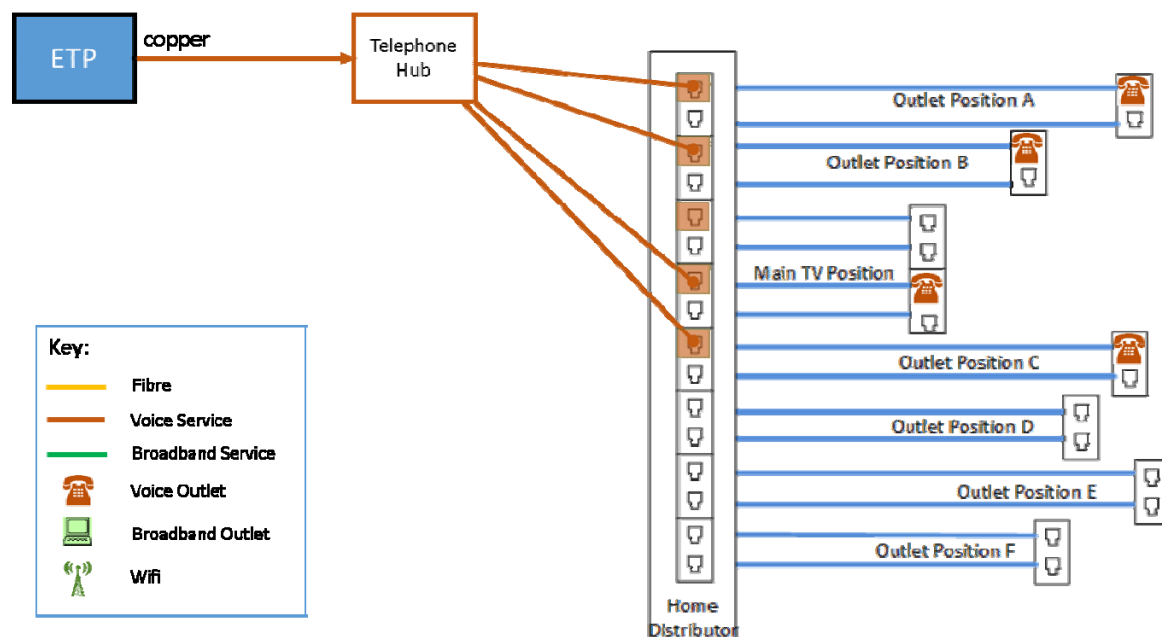 ETP
copper
Telephone
Hub
Outlet Position A
Outlet Position B
Main TV Position
Outlet Position C
Outlet Position D
Outlet Position E
Outlet Position F
Home
Distributor
Key:
Fibre
Voice Service
Broadband Service
Voice Outlet
Broadband Outlet
Wifi